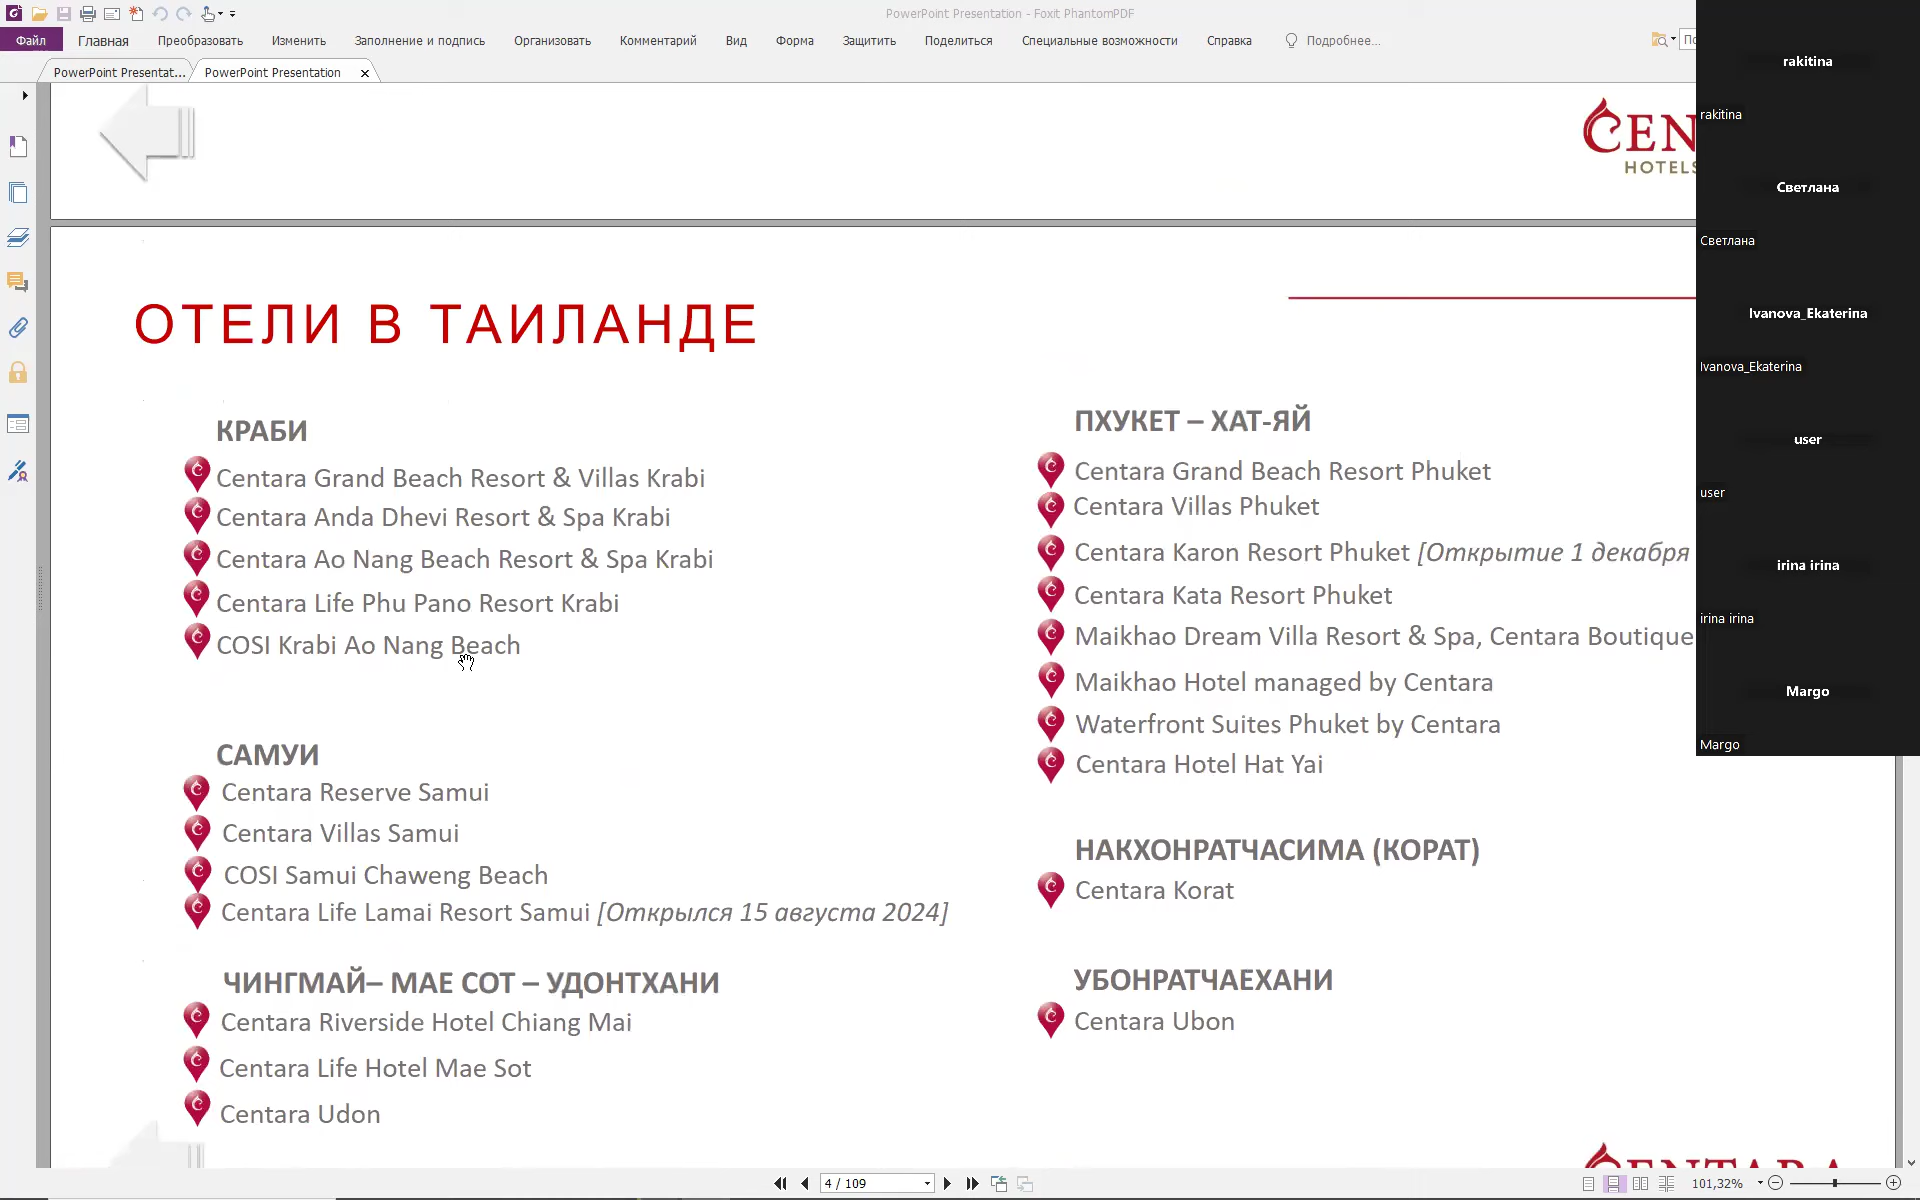 PowerPoint Presentation - Foxit PhantomPDF
Файл
Главная
Преобразовать
Изменить
Заполнение и подпись
Организовать
Комментарий
Вид
Форма
Защитить
Поделиться
Специальные возможности
Справка
Подробнее...
PowerPoint Presentat...
PowerPoint Presentation
CEN
HOTELS
ОТЕЛИ В ТАИЛАНДЕ
КРАБИ
Centara Grand Beach Resort & Villas Krabi
Centara Anda Dhevi Resort & Spa Krabi
Centara Ao Nang Beach Resort & Spa Krabi
Centara Life Phu Pano Resort Krabi
COSI Krabi Ao Nang Beach
САМУИ
Centara Reserve Samui
Centara Villas Samui
COSI Samui Chaweng Beach
Centara Life Lamai Resort Samui [Открылся 15 августа 2024]
ЧИНГМАЙ– МАЕ СОТ – УДОНТХАНИ
Centara Riverside Hotel Chiang Mai
Centara Life Hotel Mae Sot
Centara Udon
ПХУКЕТ – ХАТ-ЯЙ
Centara Grand Beach Resort Phuket
Centara Villas Phuket
Centara Karon Resort Phuket [Открытие 1 декабря
Centara Kata Resort Phuket
Maikhao Dream Villa Resort & Spa, Centara Boutique
Maikhao Hotel managed by Centara
Waterfront Suites Phuket by Centara
Centara Hotel Hat Yai
НАКХОНРАТЧАСИМА (КОРАТ)
Centara Korat
УБОНРАТЧАЕХАНИ
Centara Ubon
CENTARA
rakitina
rakitina
Светлана
Светлана
Ivanova_Ekaterina
Ivanova_Ekaterina
user
user
irina irina
irina irina
Margo
Margo
4 / 109
101,32%